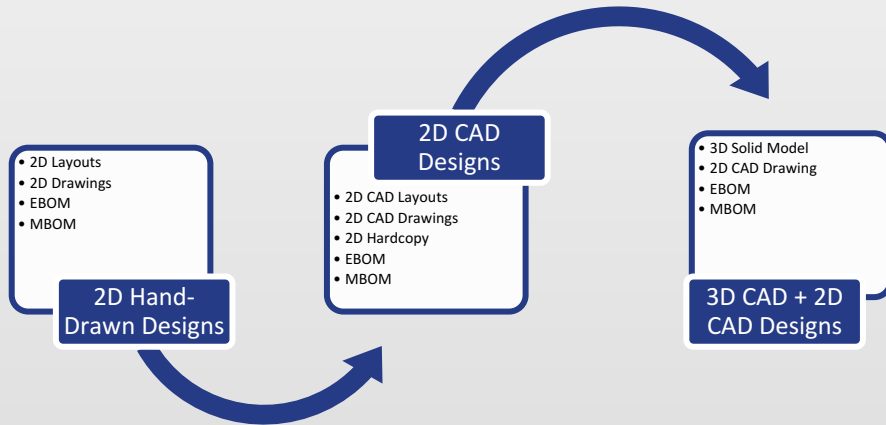 • 2D Layouts
• 2D Drawings
• EBOM
• MBOM
2D Hand-
Drawn Designs
2D CAD
Designs
• 2D CAD Layouts
• 2D CAD Drawings
• 2D Hardcopy
• EBOM
• MBOM
• 3D Solid Model
• 2D CAD Drawing
• EBOM
• MBOM
3D CAD + 2D
CAD Designs